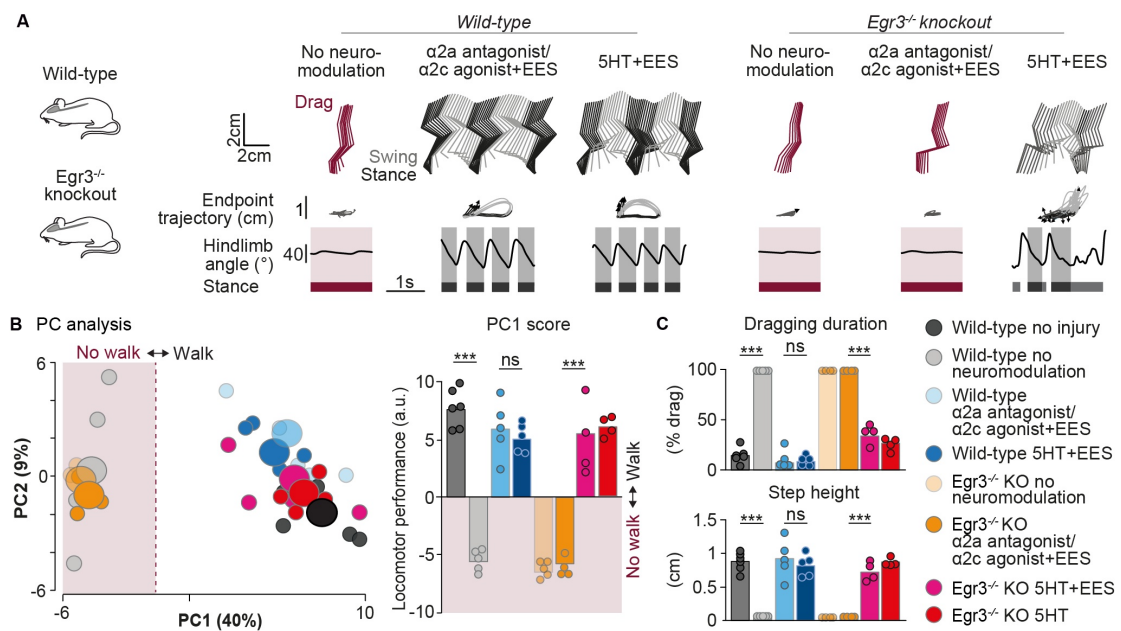 A
Wild-type
Egr3-/- knockout
No neuro-
modulation
α2a antagonist/
α2c agonist+EES
5HT+EES
No neuro-
modulation
α2a antagonist/
α2c agonist+EES
5HT+EES
Wild-type
Egr3-/-
knockout
2cm
2cm
Drag
Swing
Stance
Endpoint
trajectory (cm)
1
Hindlimb
angle (°)
40
Stance
1s
B
PC analysis
No walk ↔ Walk
6
0
-6
PC2 (9%)
-6
10
PC1 (40%)
PC1 score
***
ns
***
10
5
0
-5
-10
Locomotor performance (a.u.)
No walk ↔ Walk
C
Dragging duration
***
ns
***
100
50
0
(% drag)
Step height
***
ns
***
1.5
1
0.5
0
(cm)
Wild-type no injury
Wild-type no
neuromodulation
Wild-type
α2a antagonist/
α2c agonist+EES
Wild-type 5HT+EES
Egr3-/- KO no
neuromodulation
Egr3-/- KO
α2a antagonist/
α2c agonist+EES
Egr3-/- KO 5HT+EES
Egr3-/- KO 5HT